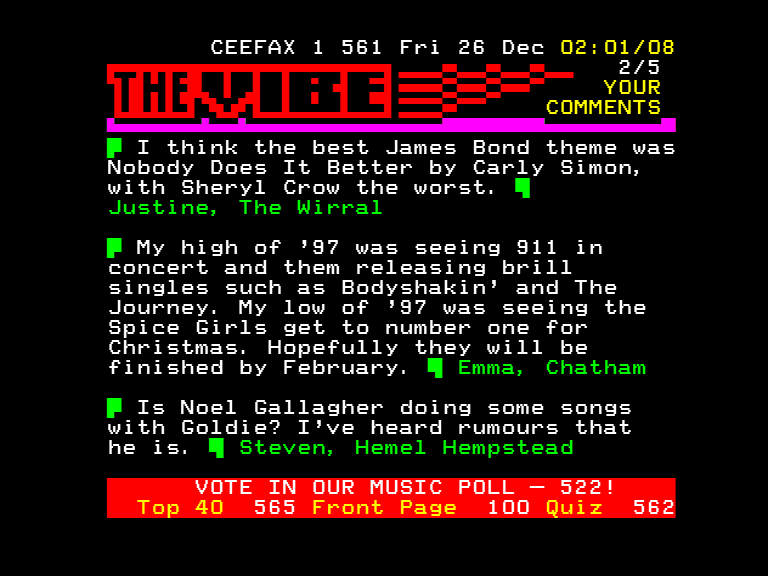 CEEFAX 1 561 Fri 26 Dec 02:01/08
THE VIBE 2/5
YOUR
COMMENTS
I think the best James Bond theme was
Nobody Does It Better by Carly Simon,
with Sheryl Crow the worst.
Justine, The Wirral
My high of '97 was seeing 911 in
concert and them releasing brill
singles such as Bodyshakin' and The
Journey. My low of '97 was seeing the
Spice Girls get to number one for
Christmas. Hopefully they will be
finished by February. Emma, Chatham
Is Noel Gallagher doing some songs
with Goldie? I've heard rumours that
he is. Steven, Hemel Hempstead
VOTE IN OUR MUSIC POLL – 522!
Top 40 565 Front Page 100 Quiz 562